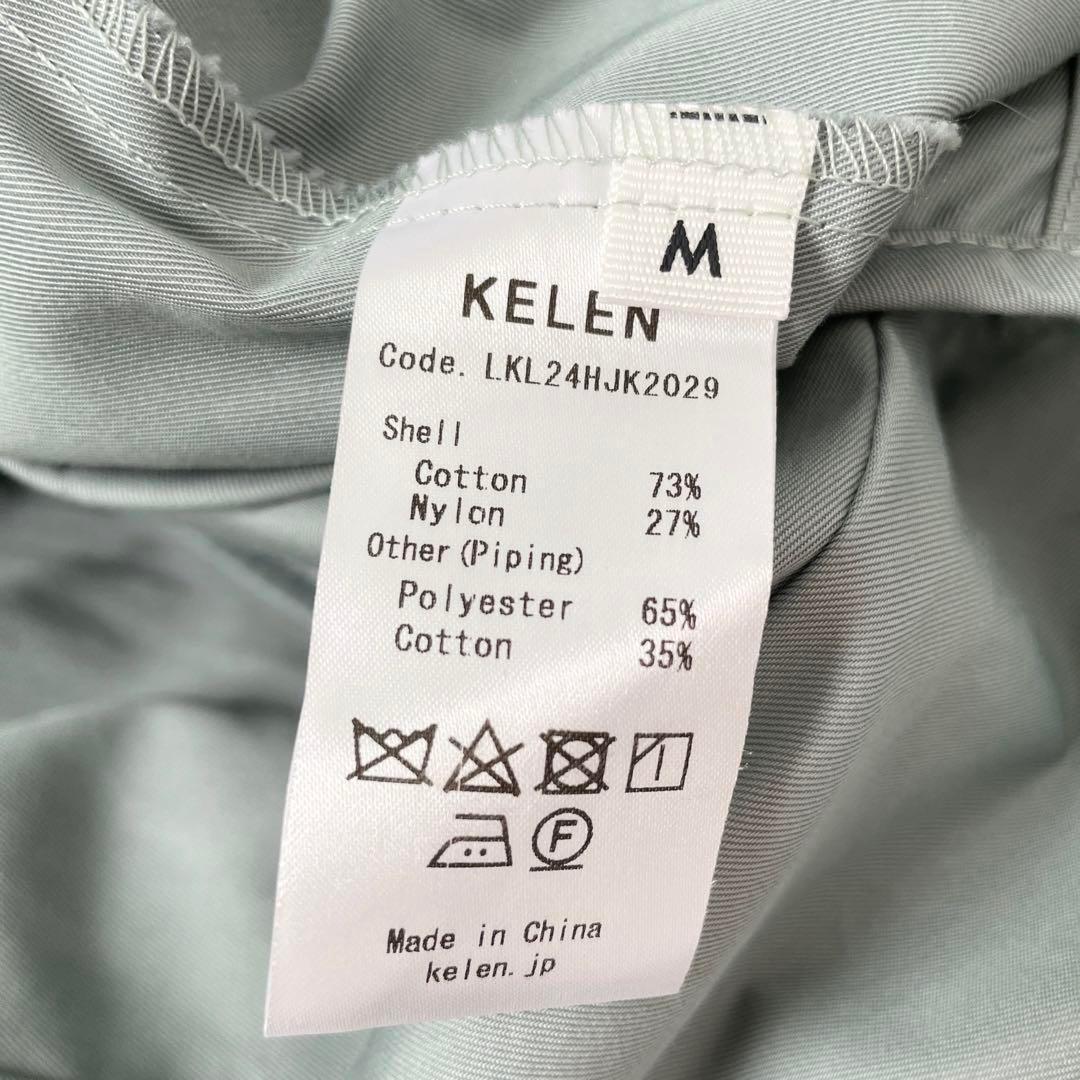 M
KELEN
Code. LKL24HJK2029
Shell
Cotton 73%
Nylon 27%
Other (Piping)
Polyester 65%
Cotton 35%
F
Made in China
kelen.jp